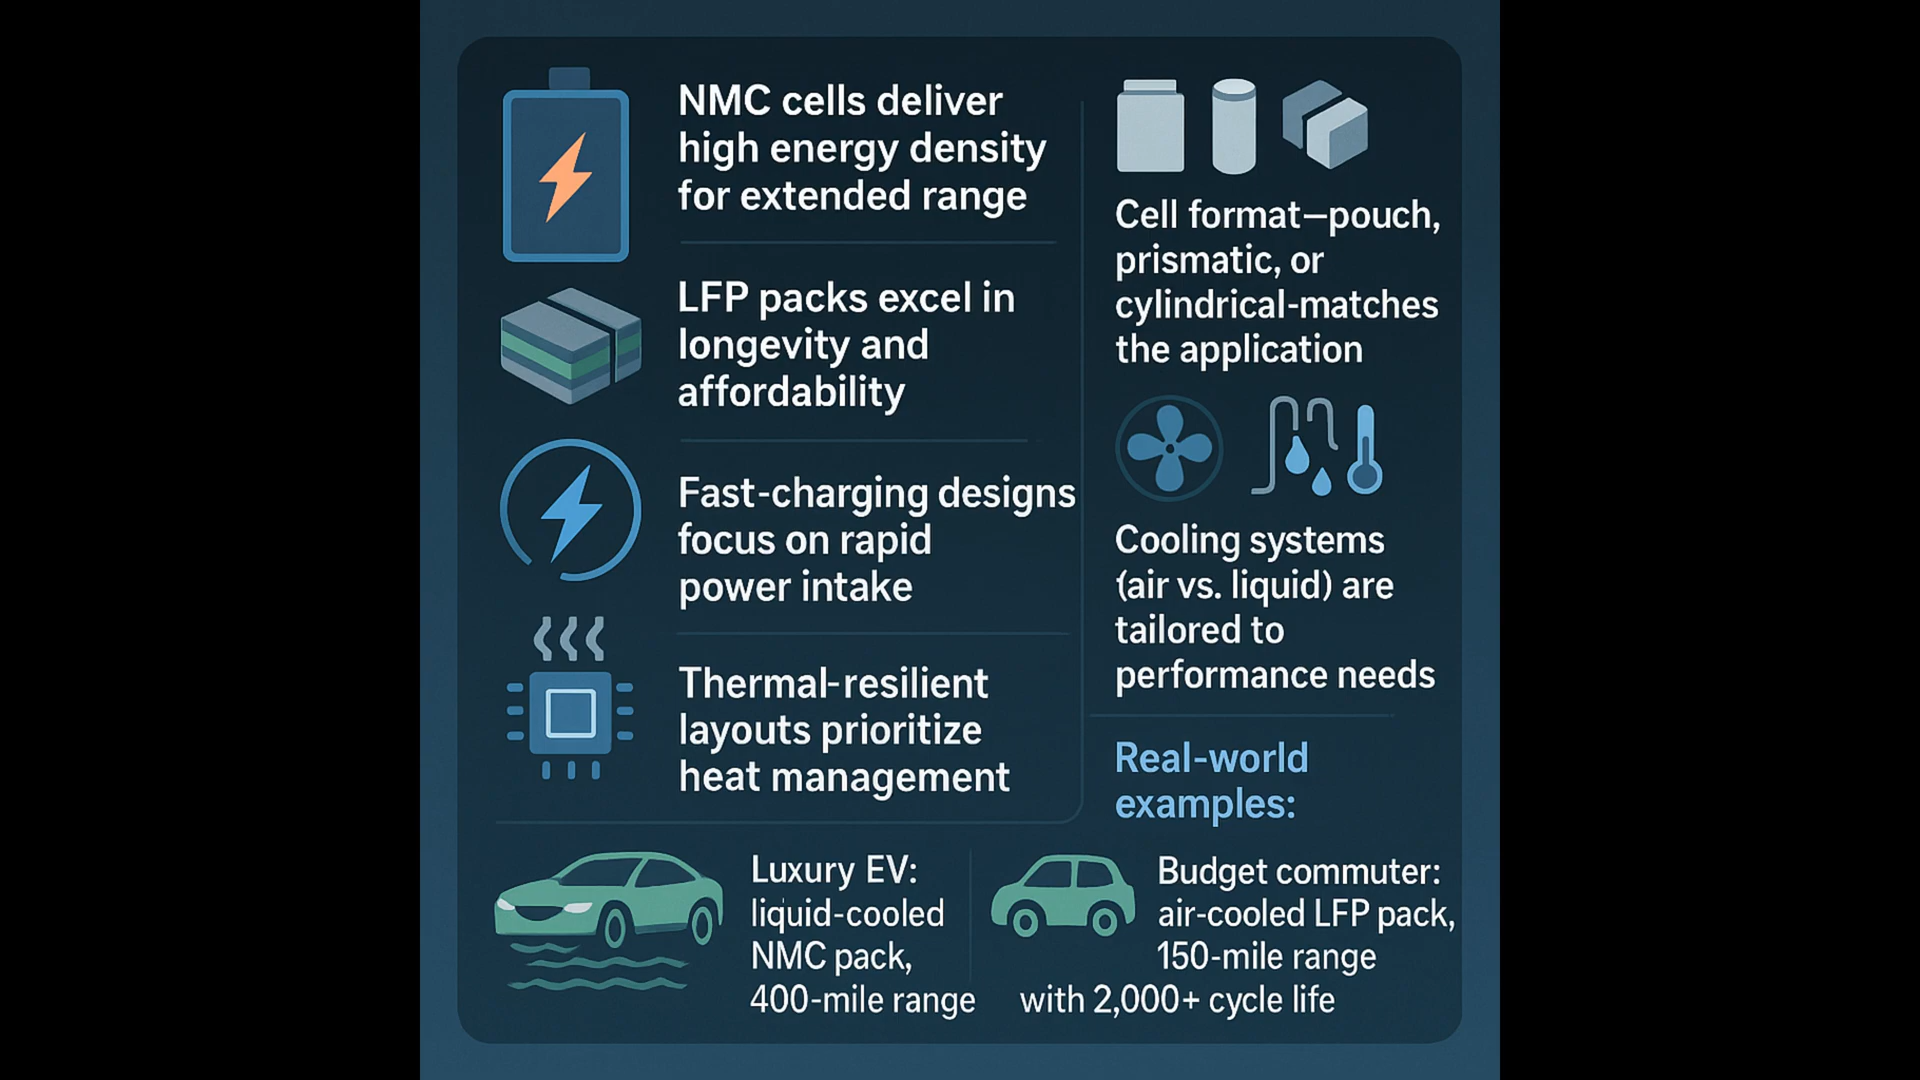 NMC cells deliver
high energy density
for extended range
LFP packs excel in
longevity and
affordability
Fast-charging designs
focus on rapid
power intake
Thermal-resilient
layouts prioritize
heat management
Cell format—pouch,
prismatic, or
cylindrical-matches
the application
Cooling systems
(air vs. liquid) are
tailored to
performance needs
Real-world
examples:
Luxury EV:
liquid-cooled
NMC pack,
400-mile range
Budget commuter:
air-cooled LFP pack,
150-mile range
with 2,000+ cycle life